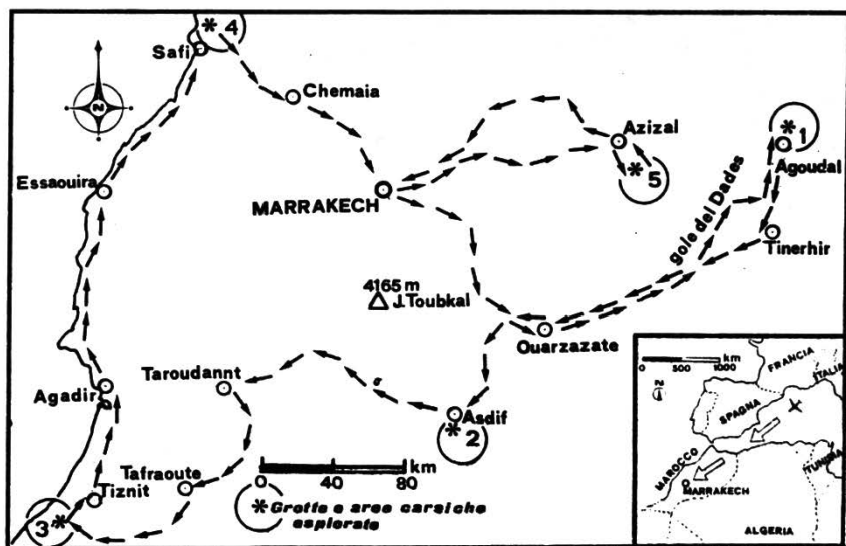 4
Safi
Chemaia
Azizal
1
Agoudal
N
Essaouira
MARRAKECH
5
gole del Dades
Tinerhir
4165 m
J.Toubkal
Ouarzazate
Taroudannt
Agadir
Asdif
2
Tafraoute
Tiznit
3
0 40 80
km
* Grotte e aree carsiche
esplorate
km
0 500 1000
N
FRANCIA
ITALIA
SPAGNA
MAROCCO
MARRAKECH
ALGERIA